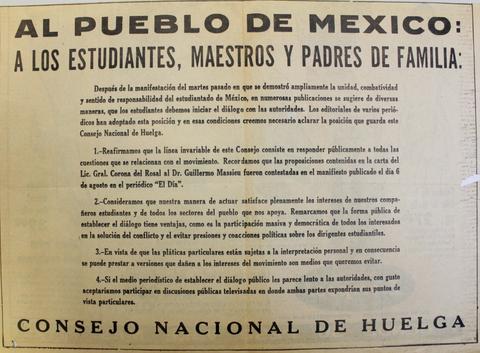 AL PUEBLO DE MEXICO:
A LOS ESTUDIANTES, MAESTROS Y PADRES DE FAMILIA:
Después de la manifestación del martes pasado en que se demostró ampliamente la unidad, combatividad
y sentido de responsabilidad del estudiantado de México, en numerosas publicaciones se sugiere de diversas
maneras, que los estudiantes debemos iniciar el diálogo con las autoridades. Los editoriales de varios perió-
dicos han adoptado esta posición y en esas condiciones creemos necesario aclarar la posición que guarda este
Consejo Nacional de Huelga.
1.—Reafirmamos que la línea invariable de este Consejo consiste en responder públicamente a todas las
cuestiones que se relacionan con el movimiento. Recordamos que las proposiciones contenidas en la carta del
Lic. Gral. Corona del Rosal al Dr. Guillermo Massieu fueron contestadas en el manifiesto publicado el día 6
de agosto en el periódico "El Día".
2.—Consideramos que nuestra manera de actuar satisface plenamente los intereses de nuestros compa-
ñeros estudiantes y de todos los sectores del pueblo que nos apoya. Remarcamos que la forma pública de
establecer el diálogo tiene ventajas, como es la participación masiva y democrática de todos los interesados
en la solución del conflicto y el evitar presiones y coacciones políticas sobre los dirigentes estudiantiles.
3.—En vista de que las pláticas particulares están sujetas a la interpretación personal y en consecuencia
se puede prestar a versiones que dañen a los intereses del movimiento son medios que queremos evitar.
4.—Si el medio periodístico de establecer el diálogo público les parece lento a las autoridades, con gusto
aceptaríamos participar en discusiones públicas televisadas en donde ambas partes expondrían sus puntos de
vista particulares.
CONSEJO NACIONAL DE HUELGA